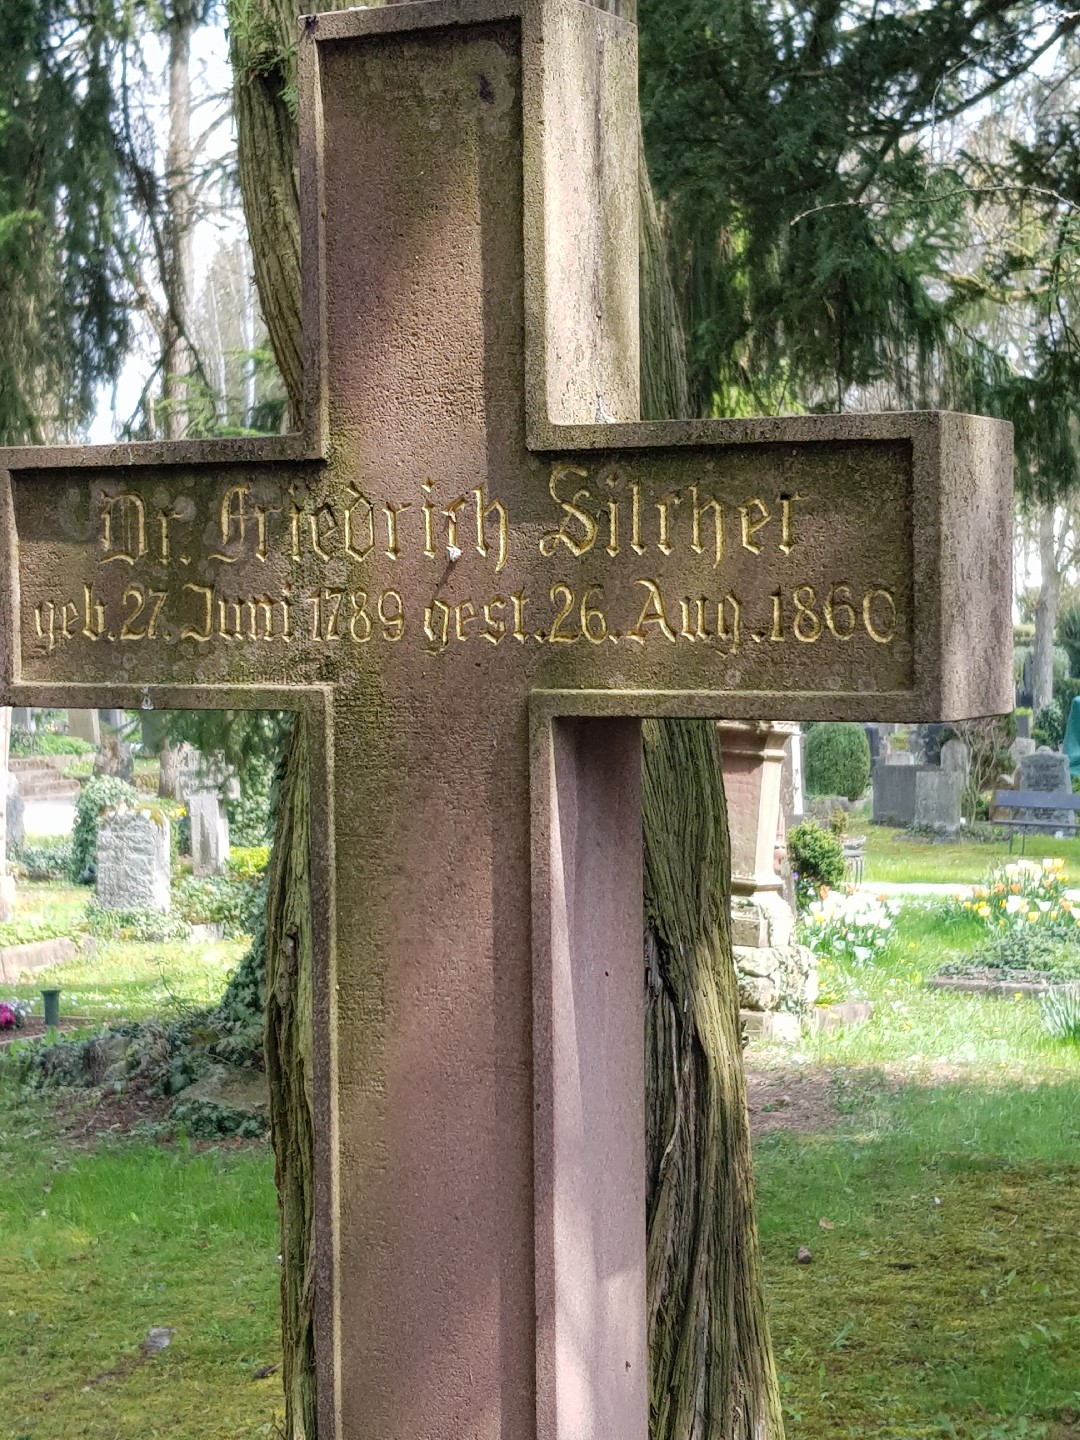 Dr. Friedrich Silcher
geb. 27. Juni 1789 gest. 26. Aug. 1860